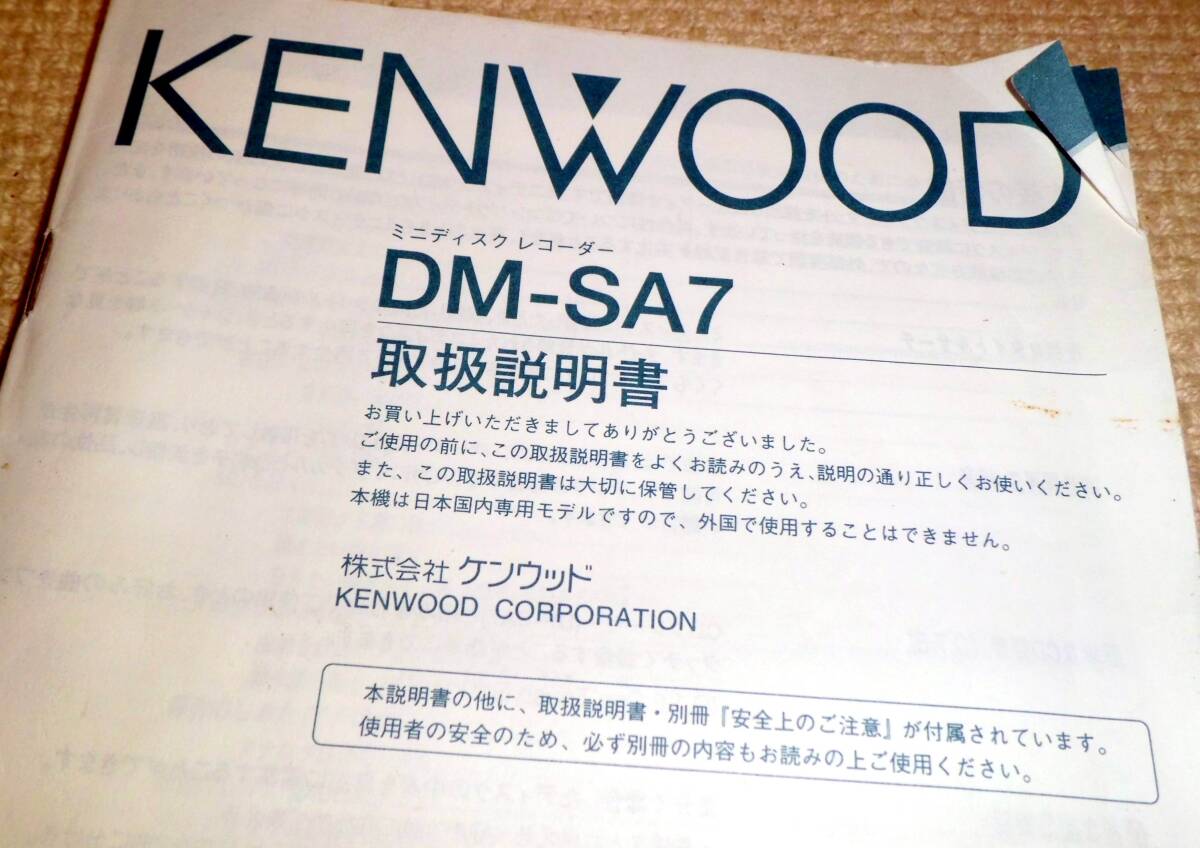 KENWOOD
ミニディスク レコーダー
DM-SA7
取扱説明書
お買い上げいただきましてありがとうございました。
ご使用の前に、この取扱説明書をよくお読みのうえ、説明の通り正しくお使いください。
また、この取扱説明書は大切に保管してください。
本機は日本国内専用モデルですので、外国で使用することはできません。
株式会社 ケンウッド
KENWOOD CORPORATION
本説明書の他に、取扱説明書・別冊『安全上のご注意』が付属されています。
使用者の安全のため、必ず別冊の内容もお読みの上ご使用ください。